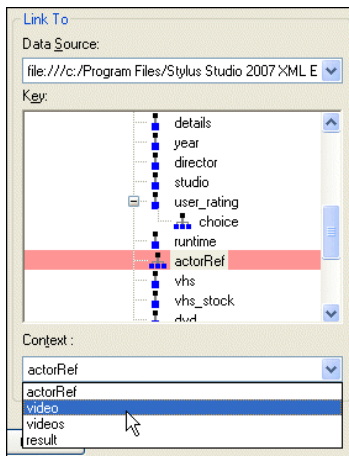 Link To
Data Source:
file:///c:/Program Files/Stylus Studio 2007 XML E
Key:
details
year
director
studio
user_rating
choice
runtime
actorRef
vhs
vhs_stock
dvd
Context :
actorRef
actorRef
video
videos
result